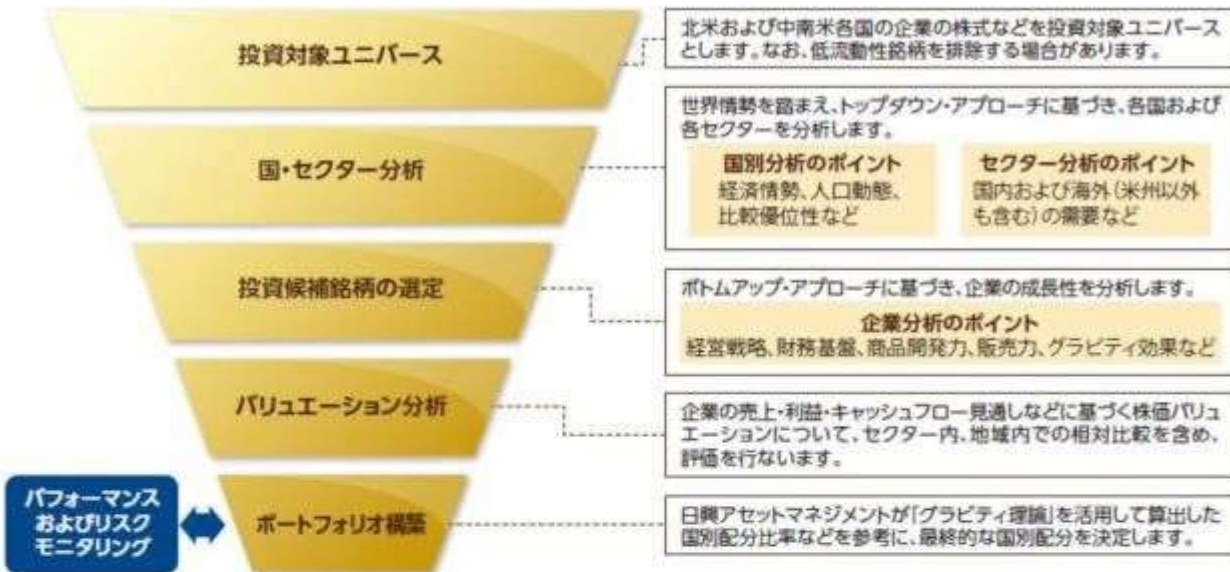 投資対象ユニバース
北米および中南米各国の企業の株式などを投資対象ユニバース
とします。なお、低流動性銘柄を排除する場合があります。
国・セクター分析
世界情勢を踏まえ、トップダウン・アプローチに基づき、各国および
各セクターを分析します。
国別分析のポイント
経済情勢、人口動態、
比較優位性など
セクター分析のポイント
国内および海外(米州以外
も含む)の需要など
投資候補銘柄の選定
ボトムアップ・アプローチに基づき、企業の成長性を分析します。
企業分析のポイント
経営戦略、財務基盤、商品開発力、販売力、グラビティ効果など
バリュエーション分析
企業の売上・利益・キャッシュフロー見通しなどに基づく株価バリュ
エーションについて、セクター内、地域内での相対比較を含め、
評価を行ないます。
パフォーマンス
およびリスク
モニタリング
ポートフォリオ構築
日興アセットマネジメントが「グラビティ理論」を活用して算出した
国別配分比率などを参考に、最終的な国別配分を決定します。